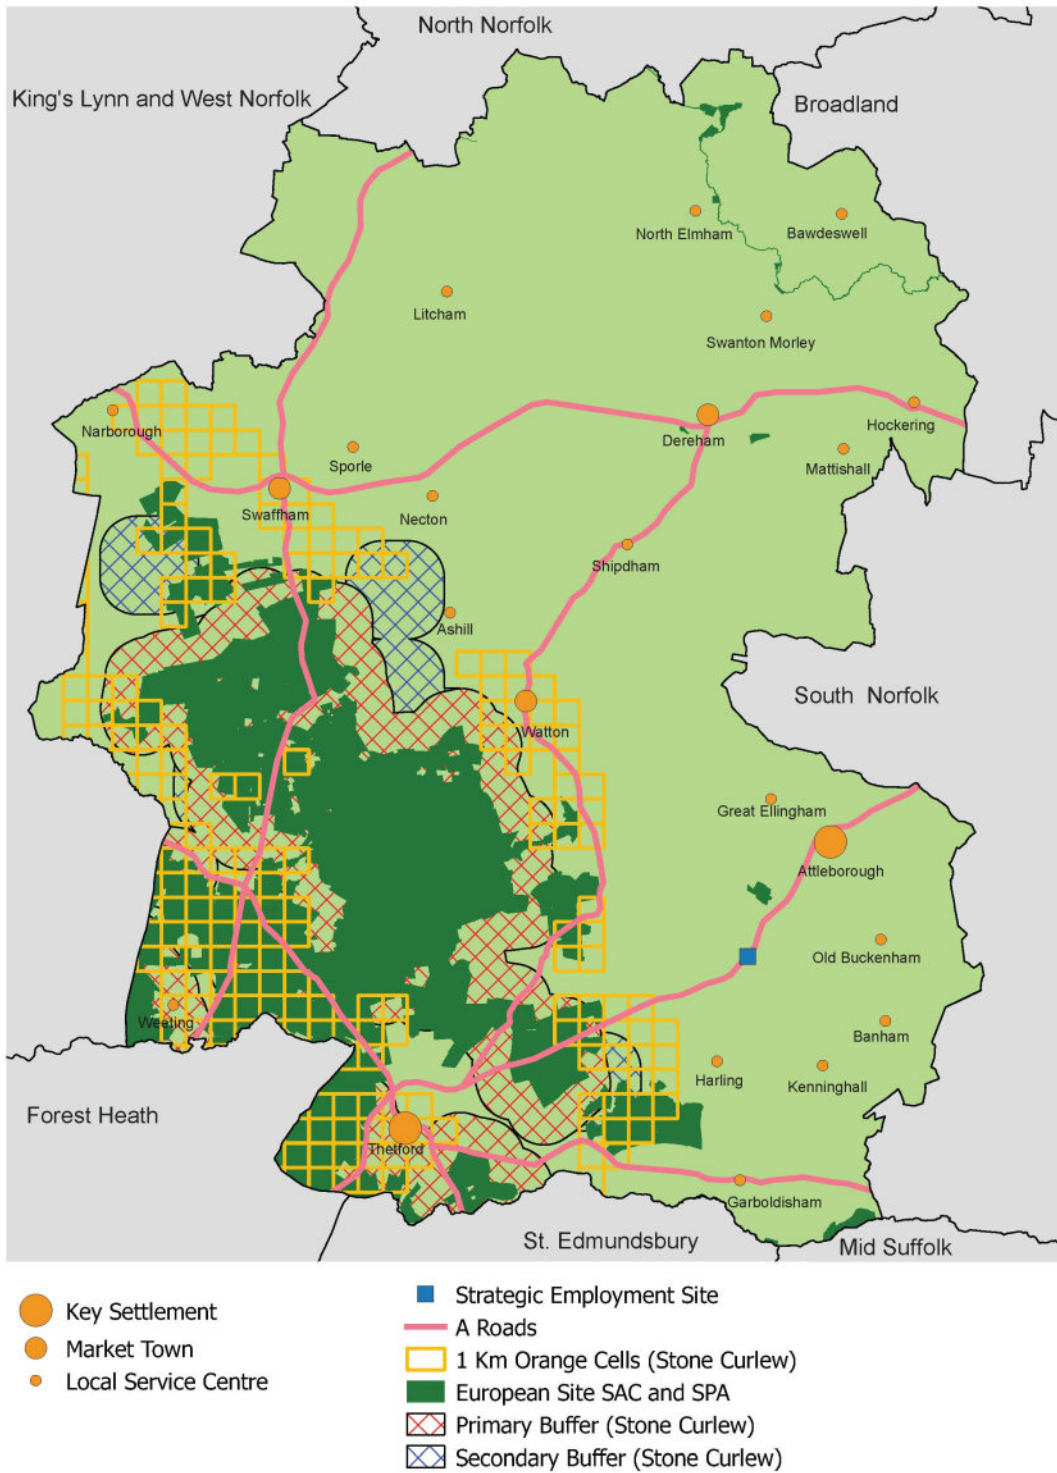 North Norfolk
King's Lynn and West Norfolk
Broadland
North Elmham
Bawdeswell
Litcham
Swanton Morley
Narborough
Dereham
Hockering
Sporle
Mattishall
Swaffham
Necton
Shipdham
Ashill
South Norfolk
Watton
Great Ellingham
Attleborough
Old Buckenham
Weeting
Banham
Harling
Kenninghall
Forest Heath
Thetford
Garboldisham
St. Edmundsbury
Mid Suffolk
Key Settlement
Market Town
Local Service Centre
Strategic Employment Site
A Roads
1 Km Orange Cells (Stone Curlew)
European Site SAC and SPA
Primary Buffer (Stone Curlew)
Secondary Buffer (Stone Curlew)